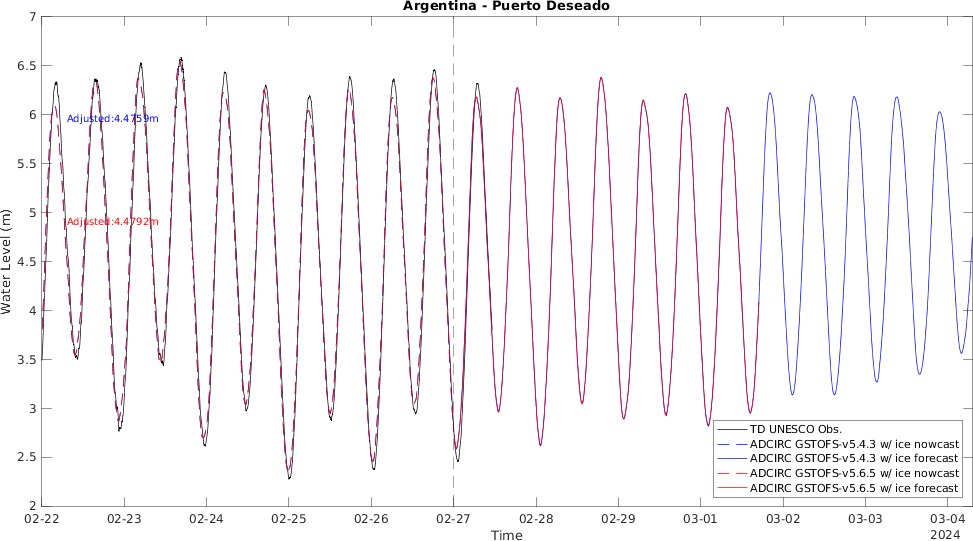 Argentina - Puerto Deseado
Water Level (m)
7
6.5
6
5.5
5
4.5
4
3.5
3
2.5
2
Adjusted:4.4759m
Adjusted:4.4792m
TD UNESCO Obs.
ADCIRC GSTOFS-v5.4.3 w/ ice nowcast
ADCIRC GSTOFS-v5.4.3 w/ ice forecast
ADCIRC GSTOFS-v5.6.5 w/ ice nowcast
ADCIRC GSTOFS-v5.6.5 w/ ice forecast
02-22 02-23 02-24 02-25 02-26 02-27 02-28 02-29 03-01 03-02 03-03 03-04
2024
Time